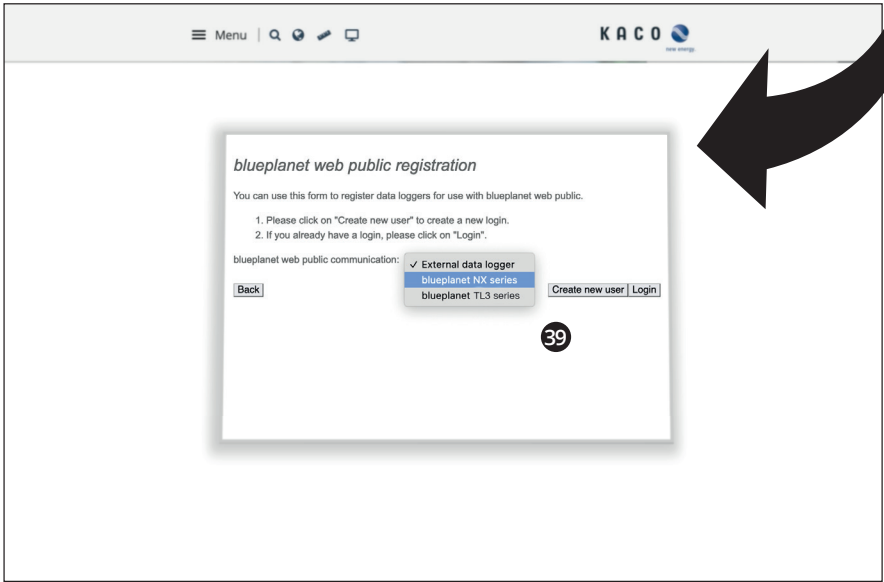 Menu
KACO
new energy.
blueplanet web public registration
You can use this form to register data loggers for use with blueplanet web public.
1. Please click on "Create new user" to create a new login.
2. If you already have a login, please click on "Login".
blueplanet web public communication:
✓ External data logger
blueplanet NX series
blueplanet TL3 series
Back
Create new user
Login
39